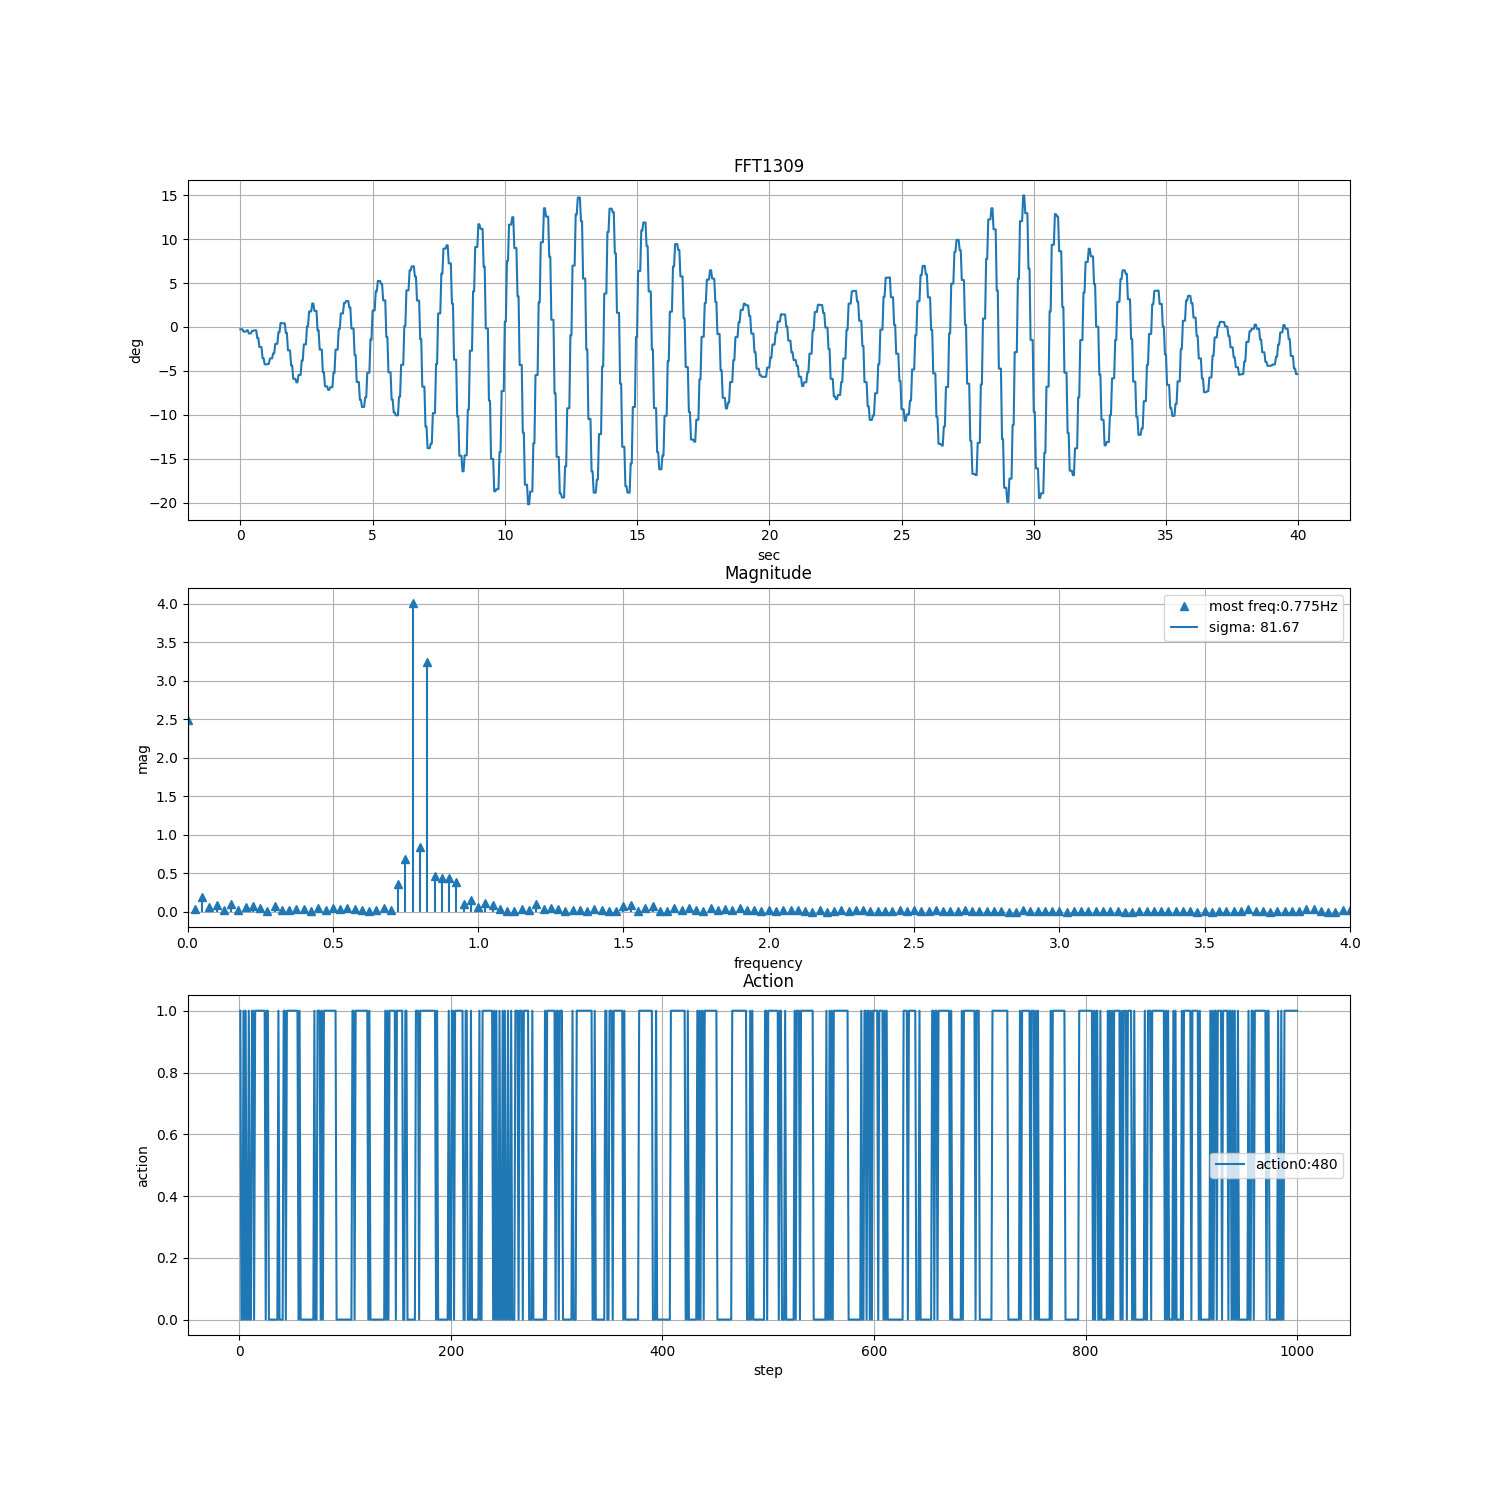 FFT1309
15
10
5
0
−5
−10
−15
−20
deg
0 5 10 15 20 25 30 35 40
sec
Magnitude
4.0
3.5
3.0
2.5
2.0
1.5
1.0
0.5
0.0
mag
most freq:0.775Hz
sigma: 81.67
0.0 0.5 1.0 1.5 2.0 2.5 3.0 3.5 4.0
frequency
Action
1.0
0.8
0.6
0.4
0.2
0.0
action
action0:480
0 200 400 600 800 1000
step